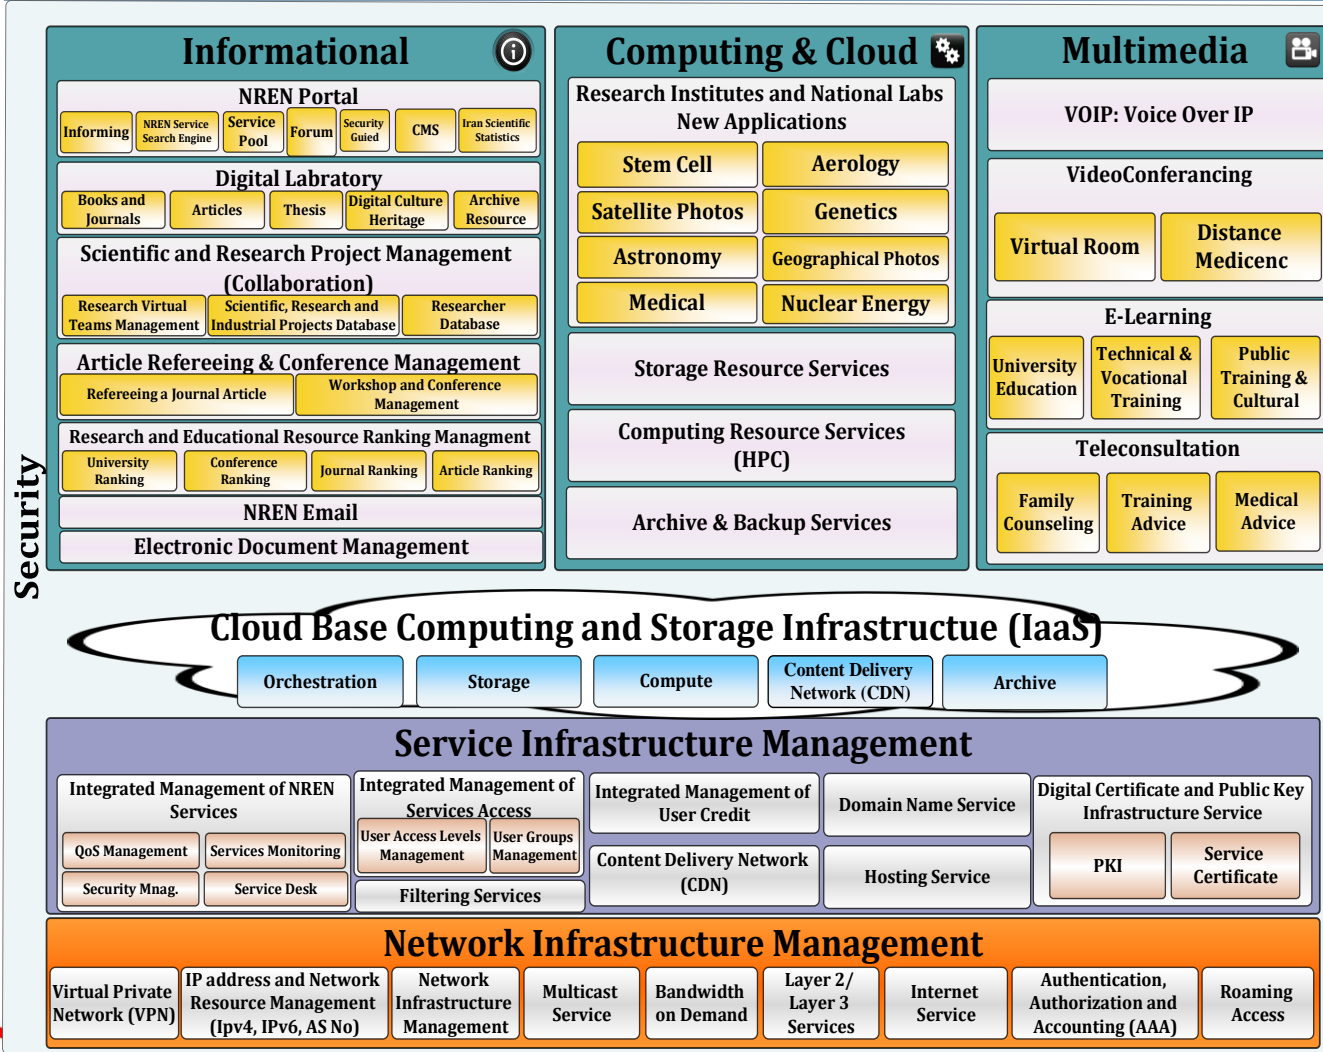 Informational
NREN Portal
Informing
NREN Service
Search Engine
Service
Pool
Forum
Security
Guied
CMS
Iran Scientific
Statistics
Digital Labratory
Books and
Journals
Articles
Thesis
Digital Culture
Heritage
Archive
Resource
Scientific and Research Project Management
(Collaboration)
Research Virtual
Teams Management
Scientific, Research and
Industrial Projects Database
Researcher
Database
Article Refereeing & Conference Management
Refereeing a Journal Article
Workshop and Conference
Management
Research and Educational Resource Ranking Managment
University
Ranking
Conference
Ranking
Journal Ranking
Article Ranking
NREN Email
Electronic Document Management
Computing & Cloud
Research Institutes and National Labs
New Applications
Stem Cell
Aerology
Satellite Photos
Genetics
Astronomy
Geographical Photos
Medical
Nuclear Energy
Storage Resource Services
Computing Resource Services
(HPC)
Archive & Backup Services
Multimedia
VOIP: Voice Over IP
VideoConferancing
Virtual Room
Distance
Medicenc
E-Learning
University
Education
Technical &
Vocational
Training
Public
Training &
Cultural
Teleconsultation
Family
Counseling
Training
Advice
Medical
Advice
Security
Cloud Base Computing and Storage Infrastructue (IaaS)
Orchestration
Storage
Compute
Content Delivery
Network (CDN)
Archive
Service Infrastructure Management
Integrated Management of NREN
Services
QoS Management
Services Monitoring
Security Mnag.
Service Desk
Integrated Management of
Services Access
User Access Levels
Management
User Groups
Management
Filtering Services
Integrated Management of
User Credit
Content Delivery Network
(CDN)
Domain Name Service
Hosting Service
Digital Certificate and Public Key
Infrastructure Service
PKI
Service
Certificate
Network Infrastructure Management
Virtual Private
Network (VPN)
IP address and Network
Resource Management
(Ipv4, IPv6, AS No)
Network
Infrastructure
Management
Multicast
Service
Bandwidth
on Demand
Layer 2/
Layer 3
Services
Internet
Service
Authentication,
Authorization and
Accounting (AAA)
Roaming
Access